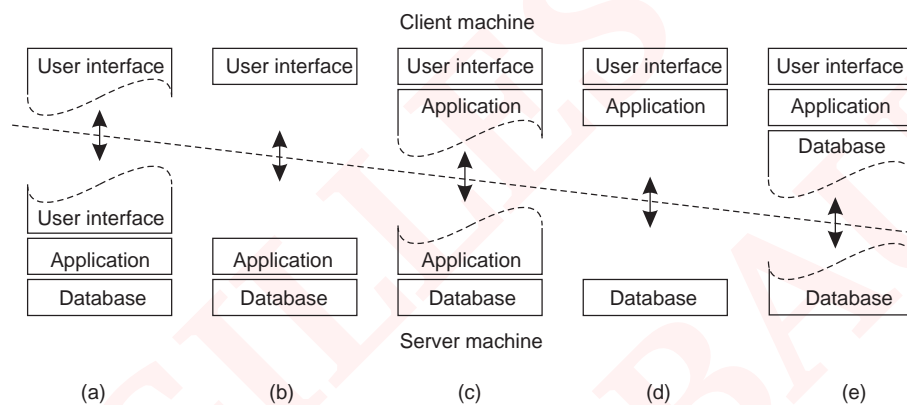 Client machine
User interface User interface User interface User interface User interface
Application Application Application
Database
User interface
Application Application Application
Database Database Database Database Database
Server machine
(a) (b) (c) (d) (e)